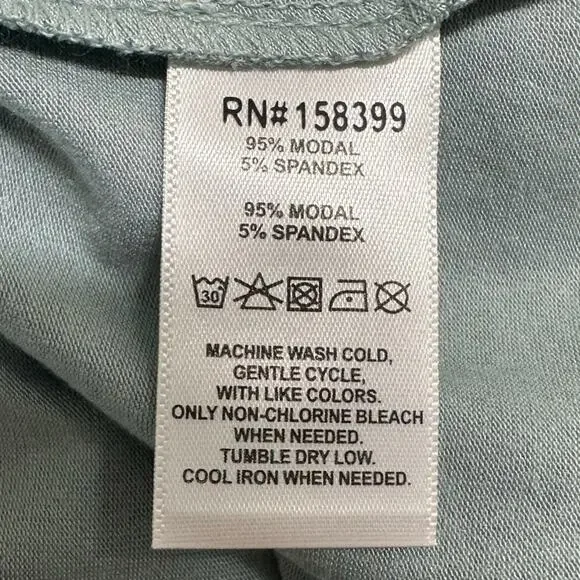 RN#158399
95% MODAL
5% SPANDEX
95% MODAL
5% SPANDEX
30
MACHINE WASH COLD,
GENTLE CYCLE,
WITH LIKE COLORS.
ONLY NON-CHLORINE BLEACH
WHEN NEEDED.
TUMBLE DRY LOW.
COOL IRON WHEN NEEDED.